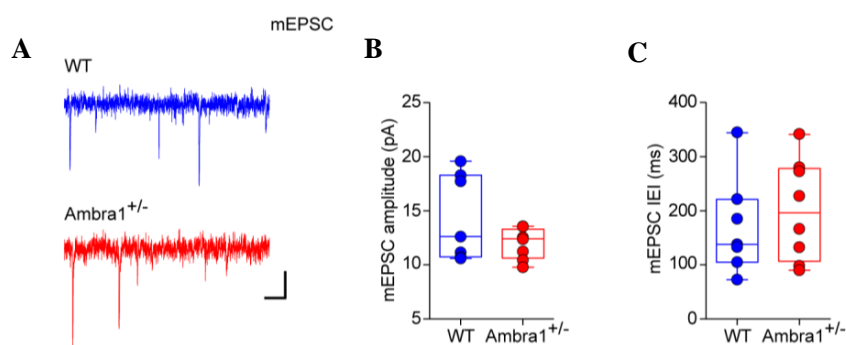 mEPSC
A
WT
Ambra1+/-
B
mEPSC amplitude (pA)
25
20
15
10
5
WT Ambra1+/-
C
mEPSC IEI (ms)
400
300
200
100
0
WT Ambra1+/-